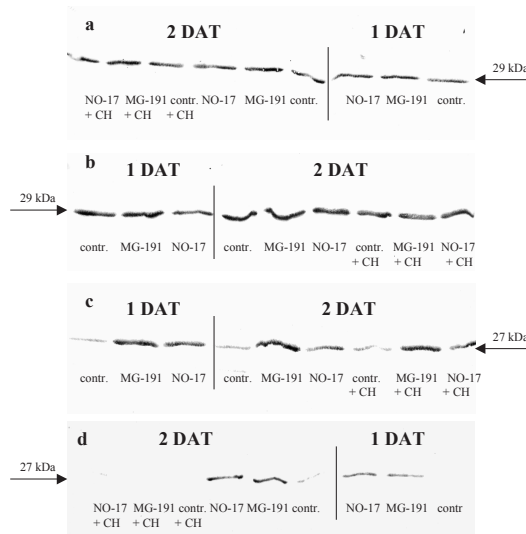 a 2 DAT 1 DAT
29 kDa
NO-17 MG-191 contr. NO-17 MG-191 contr. NO-17 MG-191 contr.
+ CH + CH + CH
b 1 DAT 2 DAT
29 kDa
contr. MG-191 NO-17 contr. MG-191 NO-17 contr. MG-191 NO-17
+ CH + CH + CH
c 1 DAT 2 DAT
27 kDa
contr. MG-191 NO-17 contr. MG-191 NO-17 contr. MG-191 NO-17
+ CH + CH + CH
d 2 DAT 1 DAT
27 kDa
NO-17 MG-191 contr. NO-17 MG-191 contr. NO-17 MG-191 contr
+ CH + CH + CH